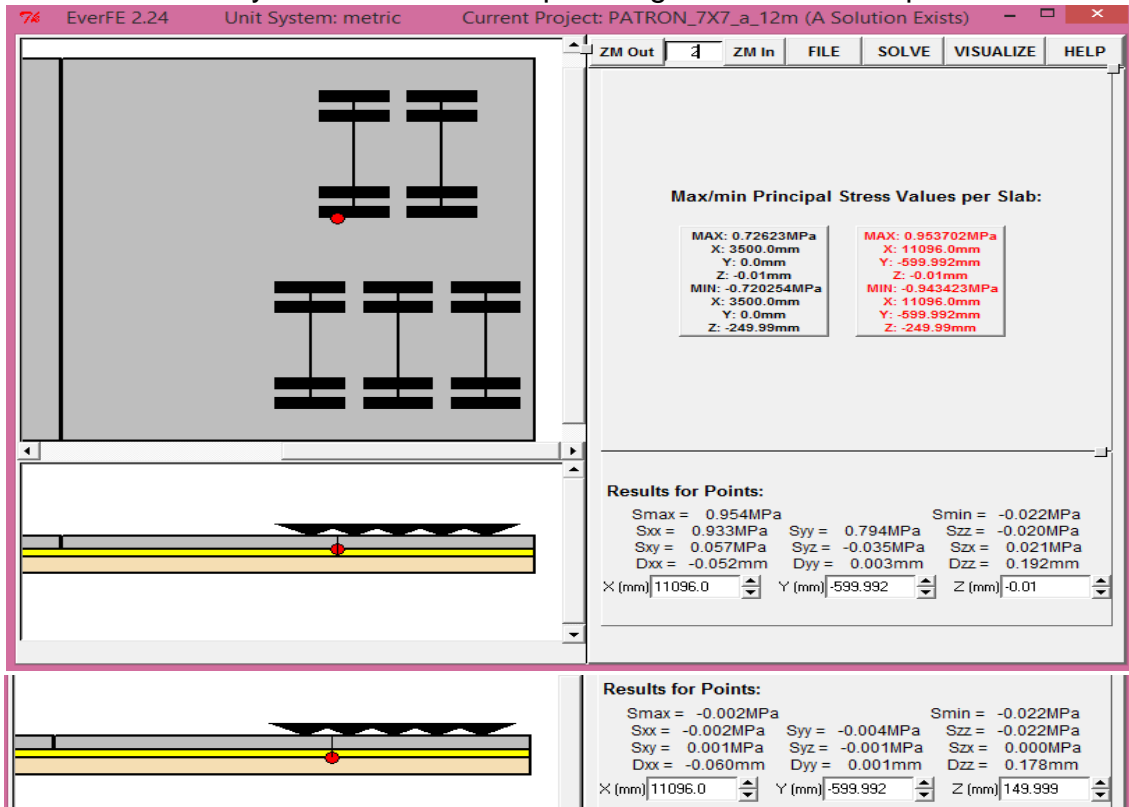 EverFE 2.24 Unit System: metric Current Project: PATRON_7X7_a_12m (A Solution Exists)
ZM Out 2 ZM In FILE SOLVE VISUALIZE HELP
Max/min Principal Stress Values per Slab:
MAX: 0.72623MPa
X: 3500.0mm
Y: 0.0mm
Z: -0.01mm
MIN: -0.720254MPa
X: 3500.0mm
Y: 0.0mm
Z: -249.99mm
MAX: 0.953702MPa
X: 11096.0mm
Y: -599.992mm
Z: -0.01mm
MIN: -0.943423MPa
X: 11096.0mm
Y: -599.992mm
Z: -249.99mm
Results for Points:
Smax = 0.954MPa Smin = -0.022MPa
Sxx = 0.933MPa Syy = 0.794MPa Szz = -0.020MPa
Sxy = 0.057MPa Syz = -0.035MPa Szx = 0.021MPa
Dxx = -0.052mm Dyy = 0.003mm Dzz = 0.192mm
X (mm) 11096.0 Y (mm) -599.992 Z (mm) -0.01
Results for Points:
Smax = -0.002MPa Smin = -0.022MPa
Sxx = -0.002MPa Syy = -0.004MPa Szz = -0.022MPa
Sxy = 0.001MPa Syz = -0.001MPa Szx = 0.000MPa
Dxx = -0.060mm Dyy = 0.001mm Dzz = 0.178mm
X (mm) 11096.0 Y (mm) -599.992 Z (mm) 149.999